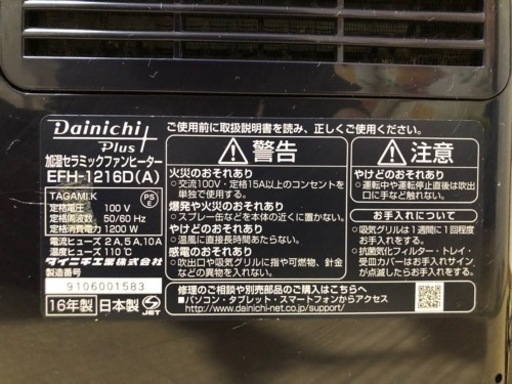 Dainichi
Plus
加湿セラミックファンヒーター
EFH-1216D(A)
TAGAMI.K
定格電圧: 100 V
定格周波数: 50/60 Hz
定格消費電力: 1200 W
PS
E
電流ヒューズ 2A, 5A, 10A
温度ヒューズ 110℃
ダイニチ工業株式会社
製造番号
9106001583
16年製
日本製
JET
ご使用前に取扱説明書を読み、正しくご使用ください。
警告
火災のおそれあり
・交流100V・定格15A以上のコンセントを
単独で使用する。
爆発や火災のおそれあり
・スプレー缶などを本体の近くに置かない。
やけどのおそれあり
・温風に直接長時間あたらない。
感電のおそれあり
・吹出口や吸気グリルに指や可燃物、針金
などの異物を入れない。
注意
やけどのおそれあり
・運転中や運転停止直後は吹出
口に手など触れない。
お手入れについて
・吸気グリルは1週間に1回程度
お手入れする。
・抗菌気化フィルター・トレイ・
受皿カバーはお手入れサイン
が点滅したらお手入れする。
修理のご相談や別売部品のご購入はこちら
■パソコン・タブレット・スマートフォンからアクセス
http://www.dainichi-net.co.jp/support/